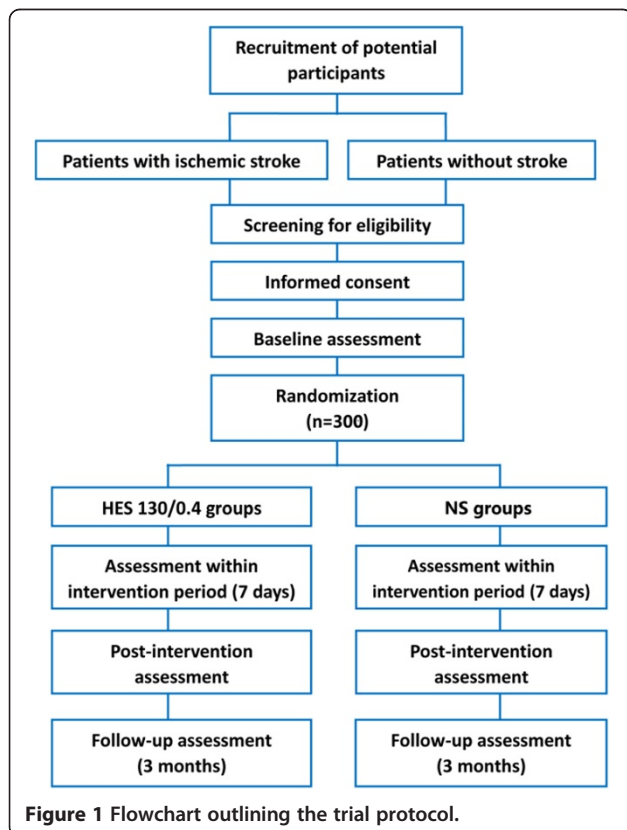 Recruitment of potential
participants
Patients with ischemic stroke
Patients without stroke
Screening for eligibility
Informed consent
Baseline assessment
Randomization
(n=300)
HES 130/0.4 groups
NS groups
Assessment within
intervention period (7 days)
Assessment within
intervention period (7 days)
Post-intervention
assessment
Post-intervention
assessment
Follow-up assessment
(3 months)
Follow-up assessment
(3 months)
Figure 1 Flowchart outlining the trial protocol.